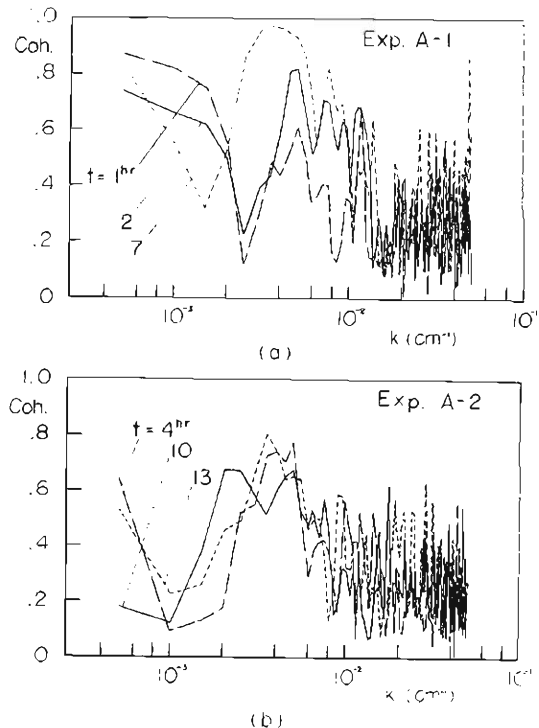 1.0
Coh.
.8
.6
.4
.2
0
Exp. A-1
t = 1hr
2
7
10⁻³
10⁻²
10⁻¹
k (cm⁻¹)
(a)
1.0
Coh.
.8
.6
.4
.2
.0
Exp. A-2
t = 4hr
10
13
10⁻³
10⁻²
10⁻¹
k (cm⁻¹)
(b)